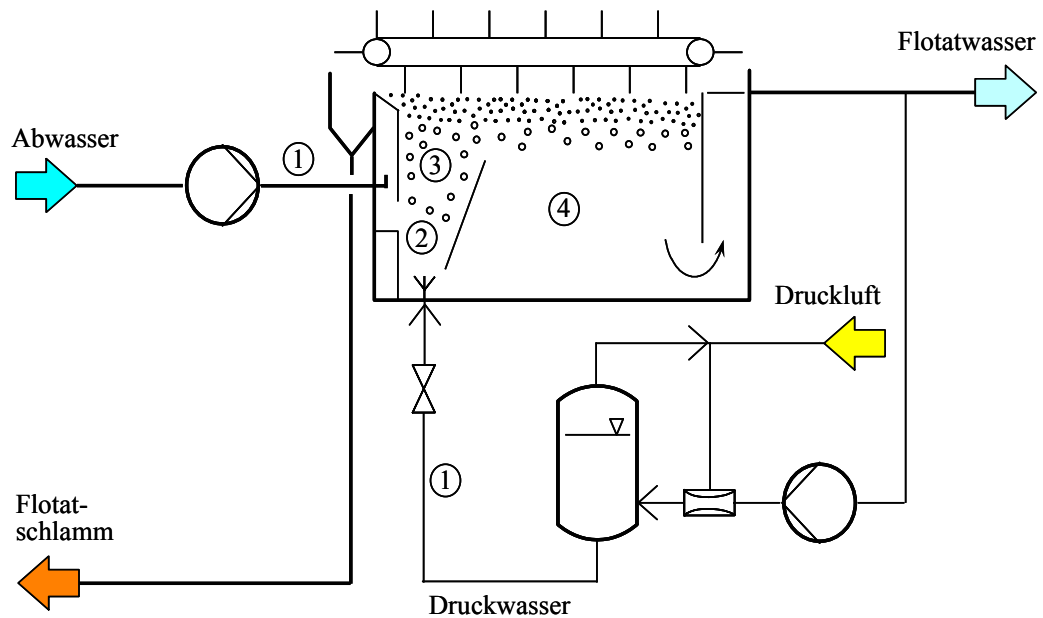 Flotatwasser
Abwasser
1
3
4
2
Druckluft
1
Flotat-
schlamm
Druckwasser